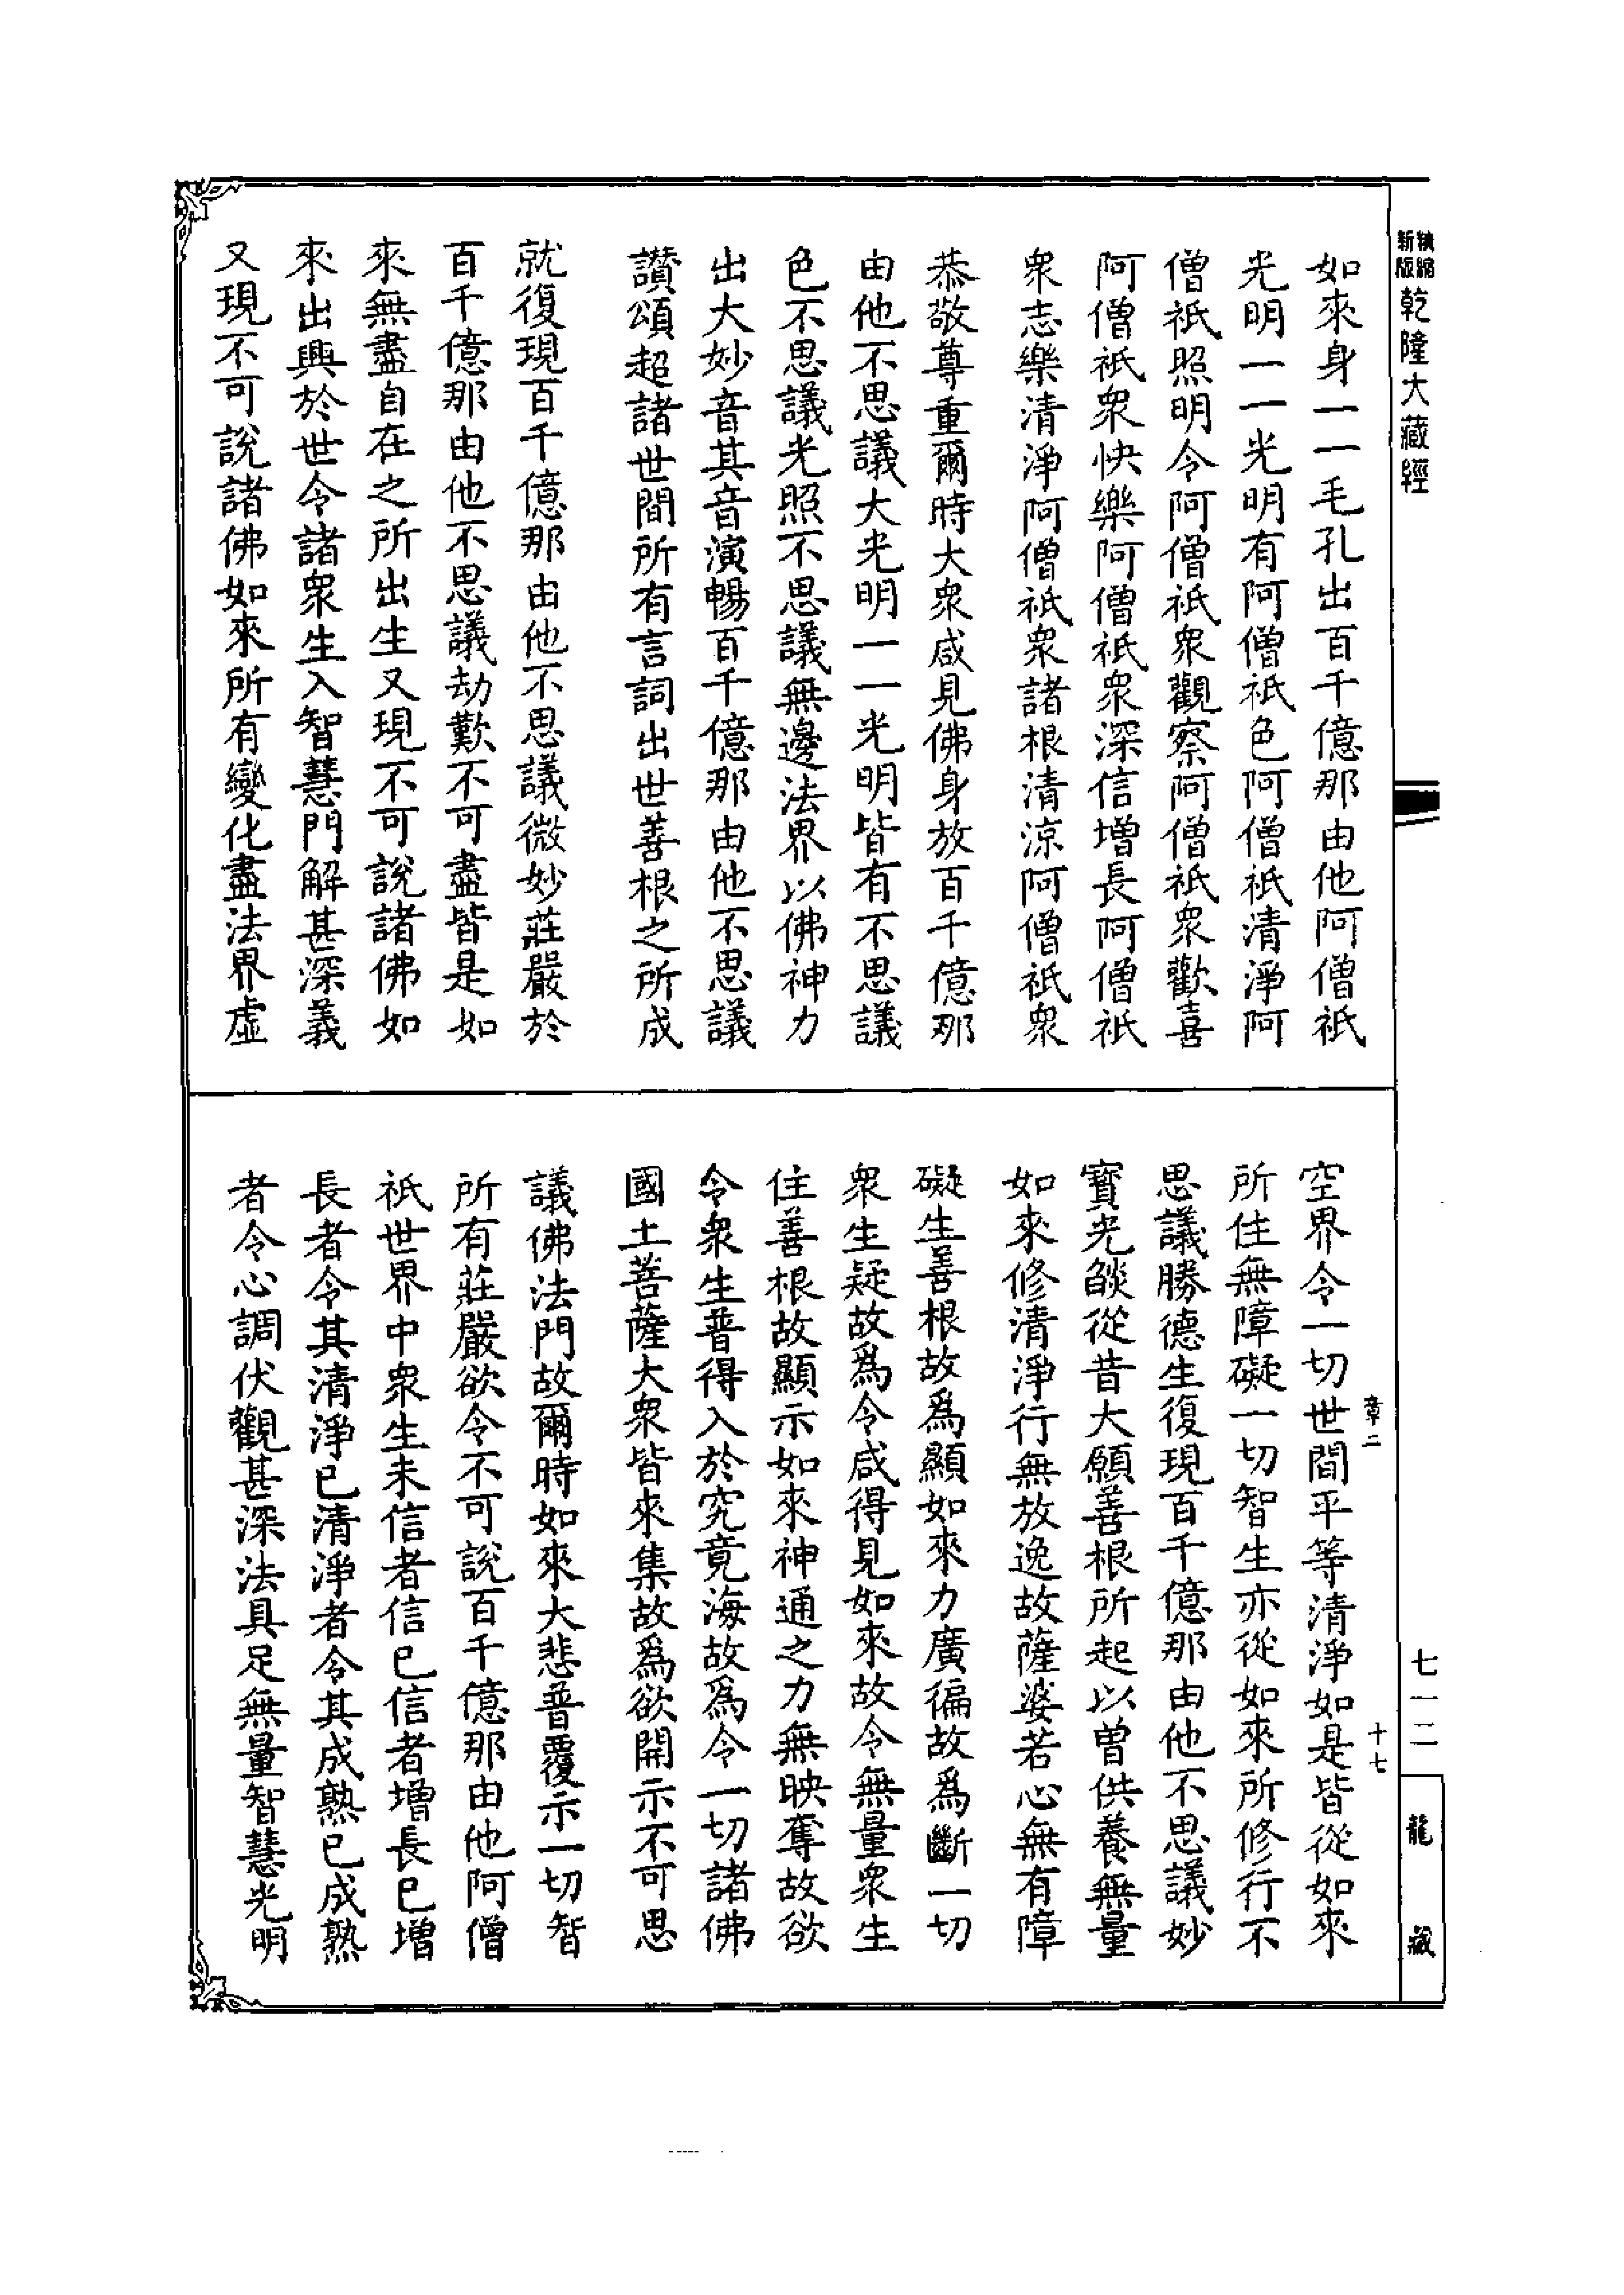 精縮
新版
乾隆大藏經
如來身一一毛孔出百千億那由他阿僧祇
光明一一光明有阿僧祇色阿僧祇清淨阿
僧祇照明令阿僧祇衆觀察阿僧祇衆歡喜
阿僧祇衆快樂阿僧祇衆深信增長阿僧祇
衆志樂清淨阿僧祇衆諸根清涼阿僧祇衆
恭敬尊重爾時大衆咸見佛身放百千億那
由他不思議大光明一一光明皆有不思議
色不思議光照不思議無邊法界以佛神力
出大妙音其音演暢百千億那由他不思議
讚頌超諸世間所有言詞出世善根之所成
就復現百千億那由他不思議微妙莊嚴於
百千億那由他不思議劫歎不可盡皆是如
來無盡自在之所出生又現不可說諸佛如
來出興於世令諸衆生入智慧門解甚深義
又現不可說諸佛如來所有變化盡法界虛
章二
十七
空界令一切世間平等清淨如是皆從如來
所住無障礙一切智生亦從如來所修行不
思議勝德生復現百千億那由他不思議妙
寶光燄從昔大願善根所起以曾供養無量
如來修清淨行無放逸故薩婆若心無有障
礙生善根故爲顯如來力廣徧故爲斷一切
衆生疑故爲令咸得見如來故令無量衆生
住善根故顯示如來神通之力無映奪故欲
令衆生普得入於究竟海故爲令一切諸佛
國土菩薩大衆皆來集故爲欲開示不可思
議佛法門故爾時如來大悲普覆示一切智
所有莊嚴欲令不可說百千億那由他阿僧
祇世界中衆生未信者信已信者增長已增
長者令其清淨已清淨者令其成熟已成熟
者令心調伏觀甚深法具足無量智慧光明
七一二
龍藏